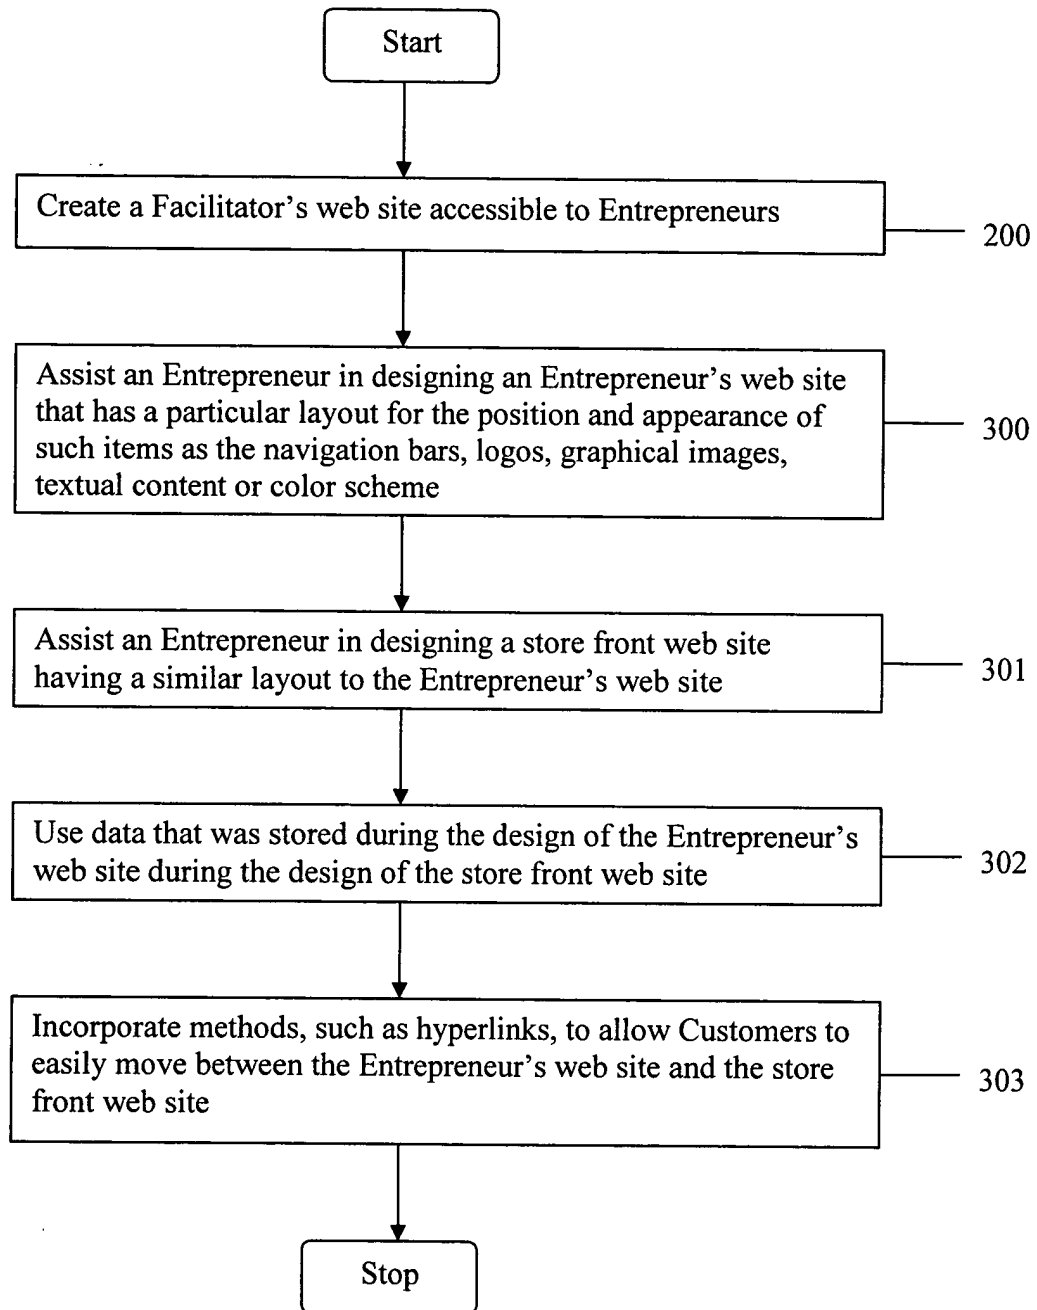 Start
Create a Facilitator's web site accessible to Entrepreneurs
200
Assist an Entrepreneur in designing an Entrepreneur's web site
that has a particular layout for the position and appearance of
such items as the navigation bars, logos, graphical images,
textual content or color scheme
300
Assist an Entrepreneur in designing a store front web site
having a similar layout to the Entrepreneur's web site
301
Use data that was stored during the design of the Entrepreneur's
web site during the design of the store front web site
302
Incorporate methods, such as hyperlinks, to allow Customers to
easily move between the Entrepreneur's web site and the store
front web site
303
Stop